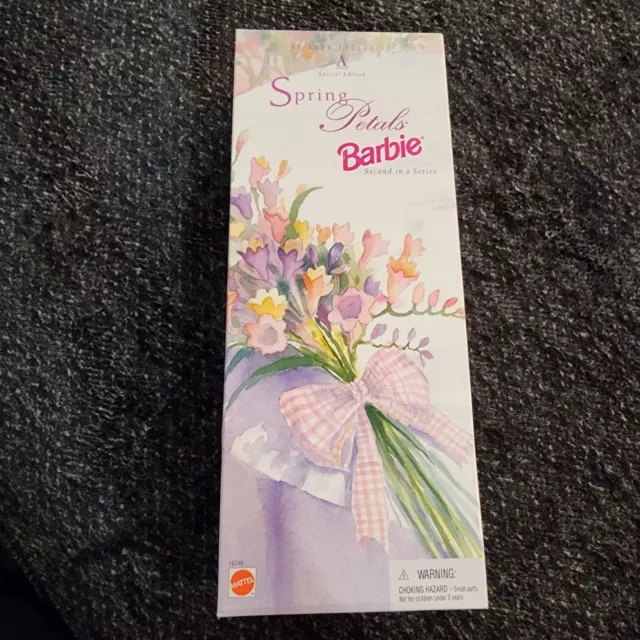 A
Special Edition
Spring
Petals
Barbie®
Second in a Series
16746
MATTEL
⚠ WARNING:
CHOKING HAZARD – Small parts.
Not for children under 3 years.